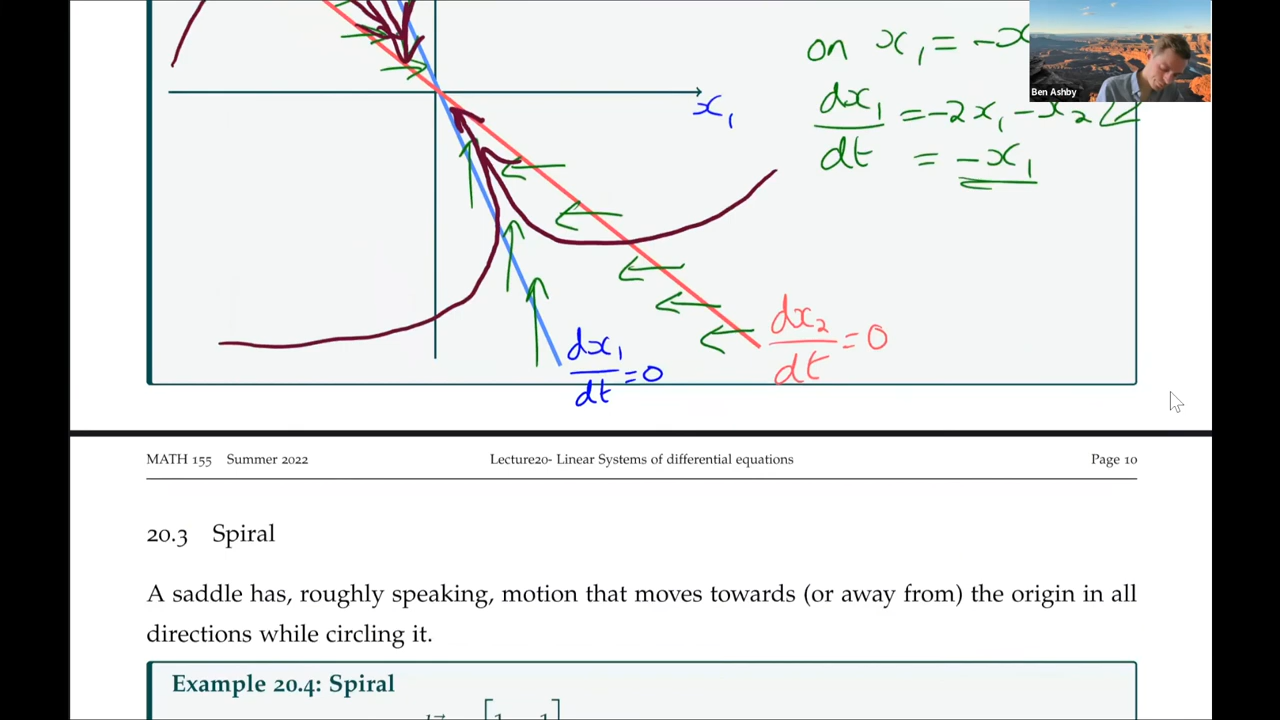 on x₁ = -x
Ben Ashby
dx₁/dt = -2x₁ - x₂
= -x₁
x₁
dx₂/dt = 0
dx₁/dt = 0
MATH 155 Summer 2022 Lecture20- Linear Systems of differential equations Page 10
20.3 Spiral
A saddle has, roughly speaking, motion that moves towards (or away from) the origin in all
directions while circling it.
Example 20.4: Spiral